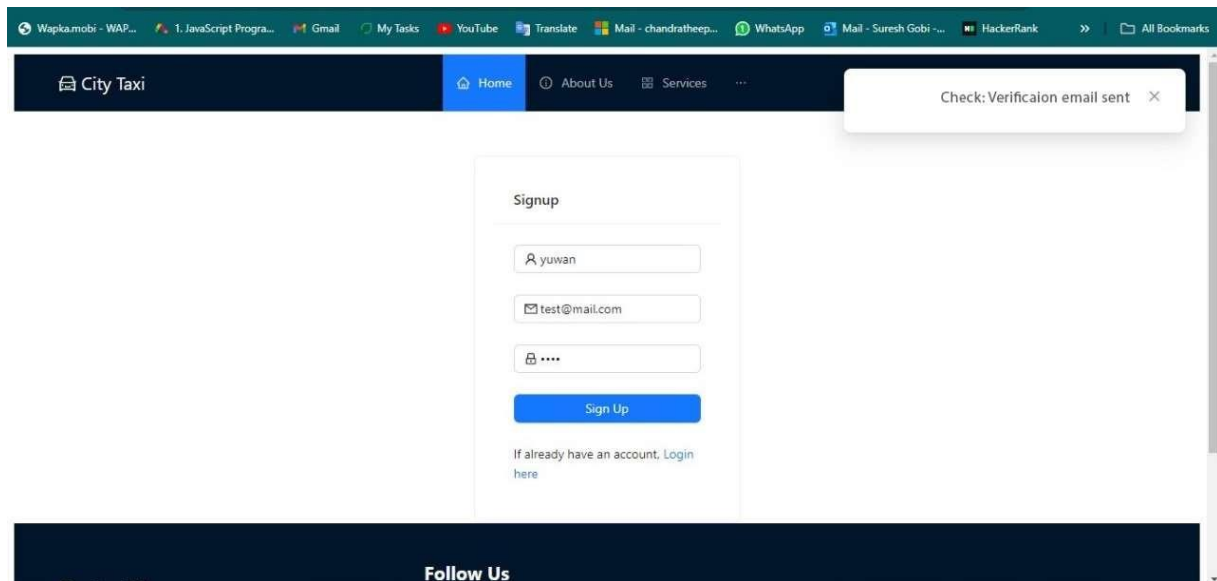 Wapka.mobi - WAP... 1. JavaScript Progra... Gmail My Tasks YouTube Translate Mail - chandratheep... WhatsApp Mail - Suresh Gobi -... HackerRank » All Bookmarks
City Taxi Home About Us Services ...
Check: Verificaion email sent
Signup
yuwan
test@mail.com
••••
Sign Up
If already have an account, Login
here
Follow Us